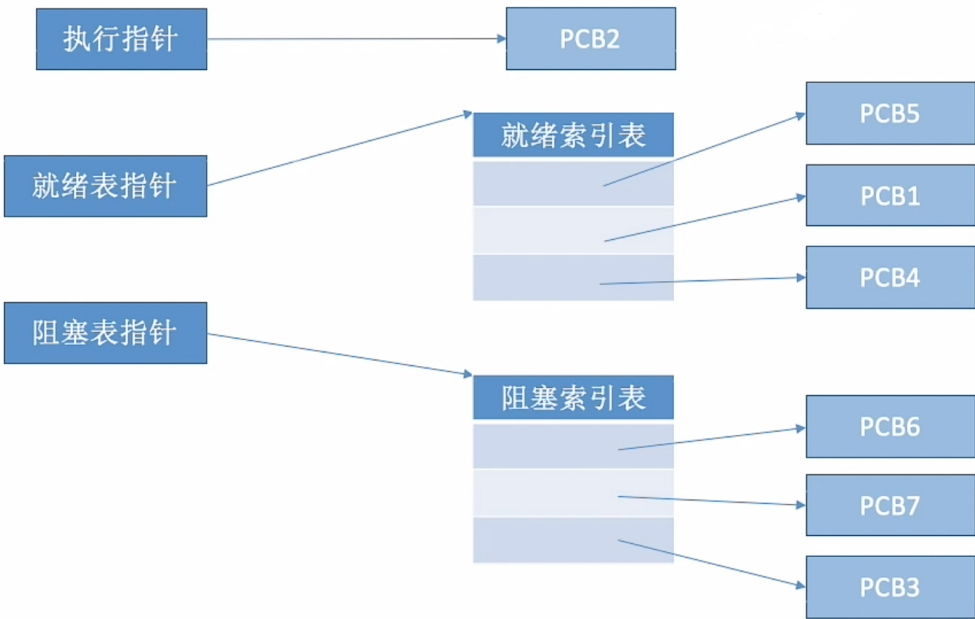 执行指针
PCB2
就绪表指针
就绪索引表
PCB5
PCB1
PCB4
阻塞表指针
阻塞索引表
PCB6
PCB7
PCB3